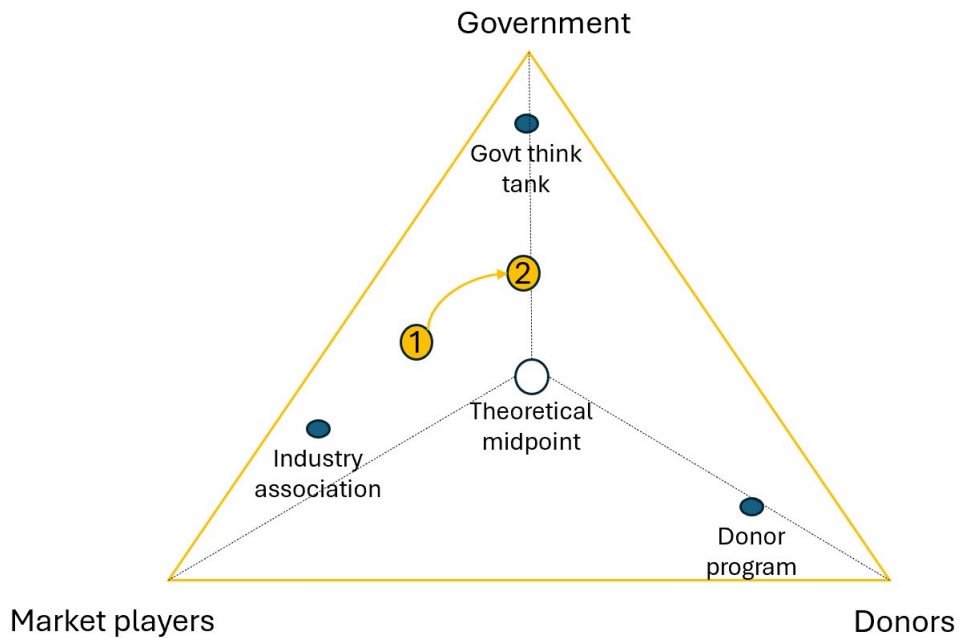 Government
Govt think
tank
2
1
Theoretical
midpoint
Industry
association
Donor
program
Market players
Donors